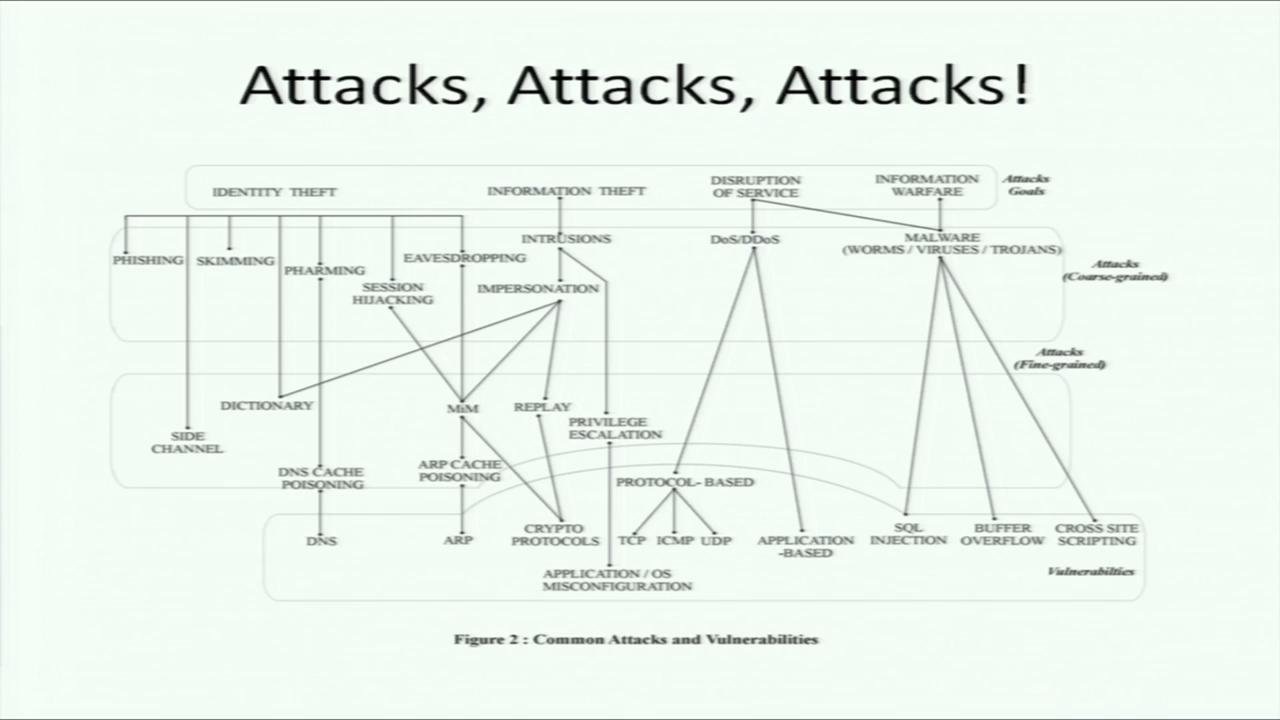 Attacks, Attacks, Attacks!
IDENTITY THEFT
INFORMATION THEFT
DISRUPTION
OF SERVICE
INFORMATION
WARFARE
Attacks
Goals
PHISHING
SKIMMING
PHARMING
SESSION
HIJACKING
EAVESDROPPING
INTRUSIONS
IMPERSONATION
DoS/DDoS
MALWARE
(WORMS / VIRUSES / TROJANS)
Attacks
(Coarse-grained)
Attacks
(Fine-grained)
DICTIONARY
SIDE
CHANNEL
MiM
REPLAY
PRIVILEGE
ESCALATION
DNS CACHE
POISONING
ARP CACHE
POISONING
PROTOCOL- BASED
DNS
ARP
CRYPTO
PROTOCOLS
TCP
ICMP
UDP
APPLICATION
-BASED
SQL
INJECTION
BUFFER
OVERFLOW
CROSS SITE
SCRIPTING
APPLICATION / OS
MISCONFIGURATION
Vulnerabilties
Figure 2 : Common Attacks and Vulnerabilities